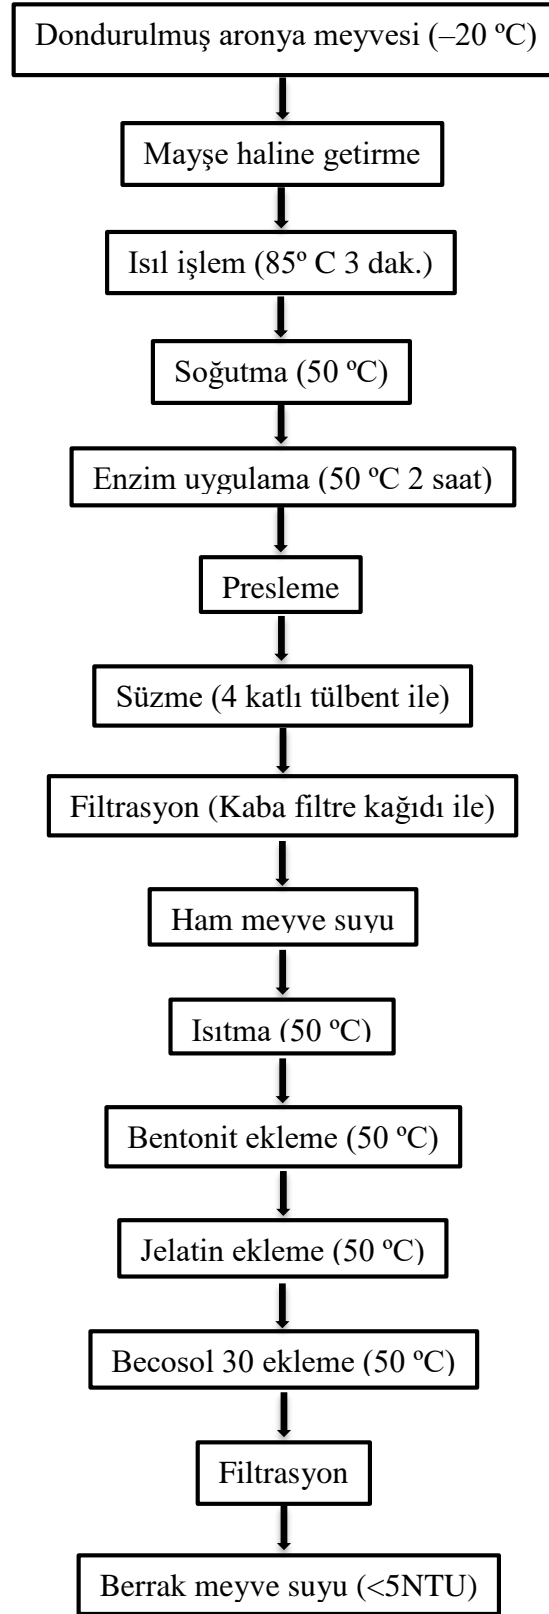 Dondurulmuş aronya meyvesi (–20 ºC)
Mayşe haline getirme
Isıl işlem (85º C 3 dak.)
Soğutma (50 ºC)
Enzim uygulama (50 ºC 2 saat)
Presleme
Süzme (4 katlı tülbent ile)
Filtrasyon (Kaba filtre kağıdı ile)
Ham meyve suyu
Isıtma (50 ºC)
Bentonit ekleme (50 ºC)
Jelatin ekleme (50 ºC)
Becosol 30 ekleme (50 ºC)
Filtrasyon
Berrak meyve suyu (<5NTU)